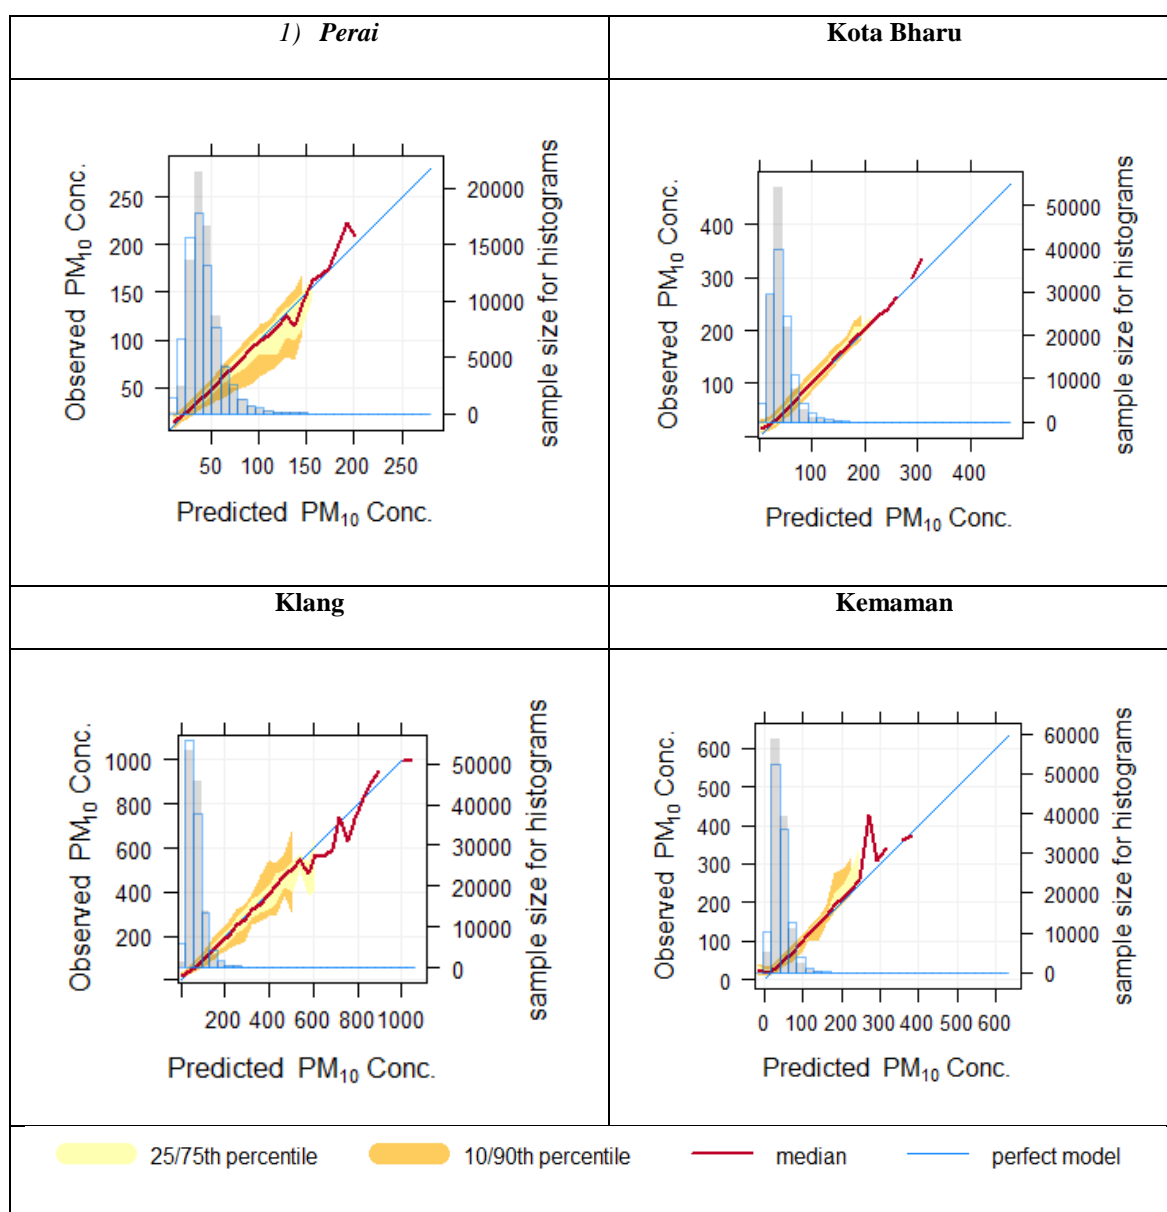 1) Perai
Kota Bharu
Observed PM₁₀ Conc.
250
200
150
100
50
20000
15000
10000
5000
0
sample size for histograms
50 100 150 200 250
Predicted PM₁₀ Conc.
Observed PM₁₀ Conc.
400
300
200
100
50000
40000
30000
20000
10000
0
sample size for histograms
100 200 300 400
Predicted PM₁₀ Conc.
Klang
Kemaman
Observed PM₁₀ Conc.
1000
800
600
400
200
50000
40000
30000
20000
10000
0
sample size for histograms
200 400 600 800 1000
Predicted PM₁₀ Conc.
Observed PM₁₀ Conc.
600
500
400
300
200
100
0
60000
50000
40000
30000
20000
10000
0
sample size for histograms
0 100 200 300 400 500 600
Predicted PM₁₀ Conc.
25/75th percentile 10/90th percentile median perfect model